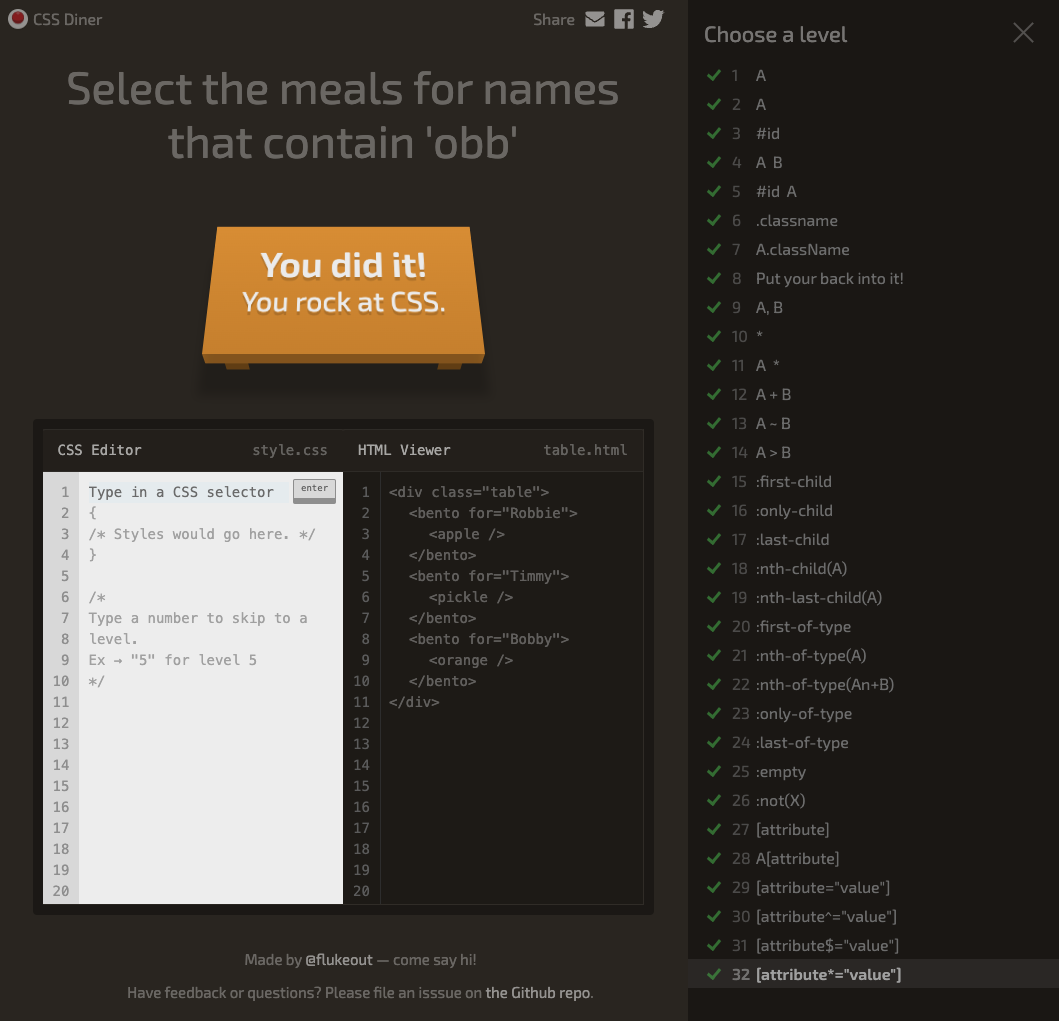 CSS Diner
Share
Select the meals for names
that contain 'obb'
You did it!
You rock at CSS.
CSS Editor style.css
1 Type in a CSS selector enter
2 {
3 /* Styles would go here. */
4 }
5
6 /*
7 Type a number to skip to a
8 level.
9 Ex → "5" for level 5
10 */
11
12
13
14
15
16
17
18
19
20
HTML Viewer table.html
1 <div class="table">
2 <bento for="Robbie">
3 <apple />
4 </bento>
5 <bento for="Timmy">
6 <pickle />
7 </bento>
8 <bento for="Bobby">
9 <orange />
10 </bento>
11 </div>
12
13
14
15
16
17
18
19
20
Made by @flukeout — come say hi!
Have feedback or questions? Please file an isssue on the Github repo.
Choose a level
1 A
2 A
3 #id
4 A B
5 #id A
6 .classname
7 A.className
8 Put your back into it!
9 A, B
10 *
11 A *
12 A + B
13 A ~ B
14 A > B
15 :first-child
16 :only-child
17 :last-child
18 :nth-child(A)
19 :nth-last-child(A)
20 :first-of-type
21 :nth-of-type(A)
22 :nth-of-type(An+B)
23 :only-of-type
24 :last-of-type
25 :empty
26 :not(X)
27 [attribute]
28 A[attribute]
29 [attribute="value"]
30 [attribute^="value"]
31 [attribute$="value"]
32 [attribute*="value"]